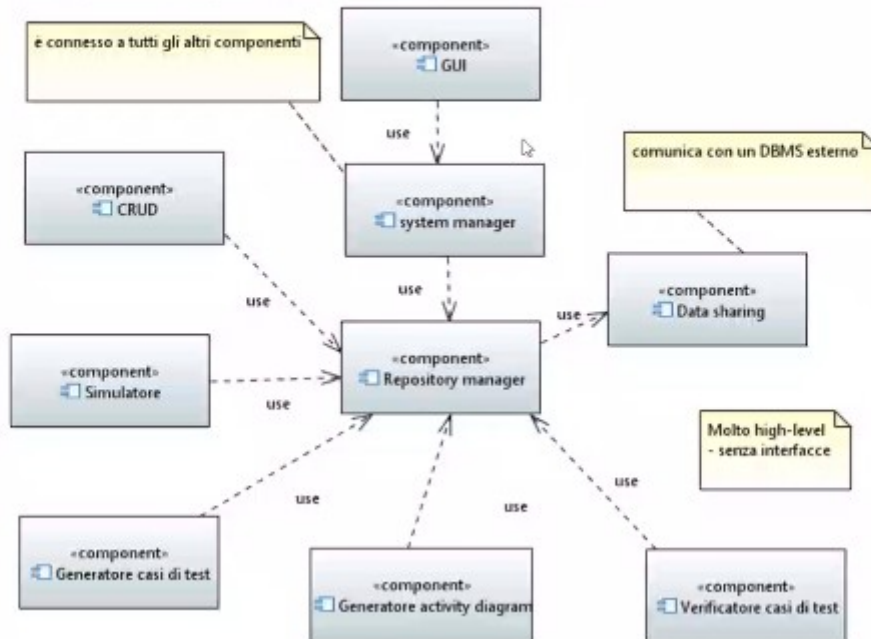 è connesso a tutti gli altri componenti
«component»
GUI
use
comunica con un DBMS esterno
«component»
CRUD
«component»
system manager
use
use
«component»
Data sharing
use
«component»
Repository manager
«component»
Simulatore
use
Molto high-level
- senza interfacce
use
use
use
«component»
Generatore casi di test
«component»
Generatore activity diagram
«component»
Verificatore casi di test